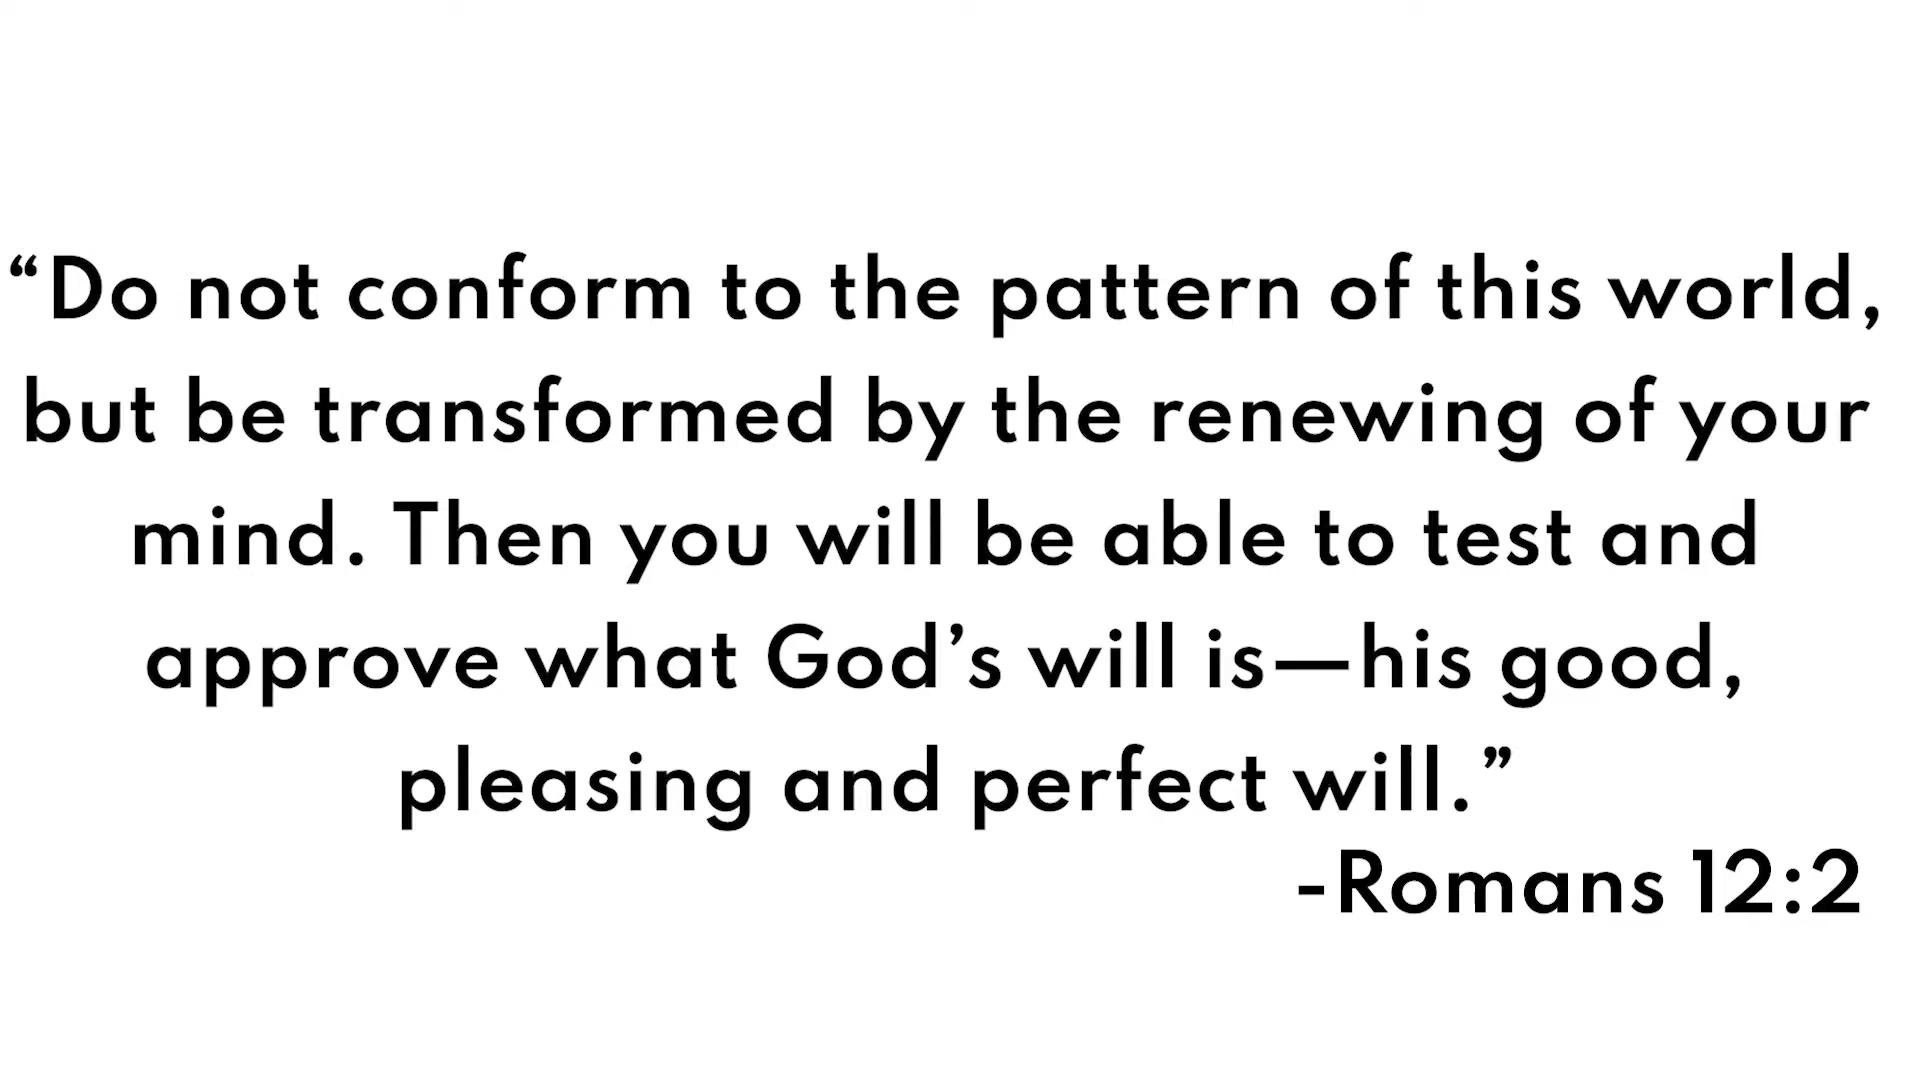 “Do not conform to the pattern of this world,
but be transformed by the renewing of your
mind. Then you will be able to test and
approve what God’s will is—his good,
pleasing and perfect will.”
-Romans 12:2